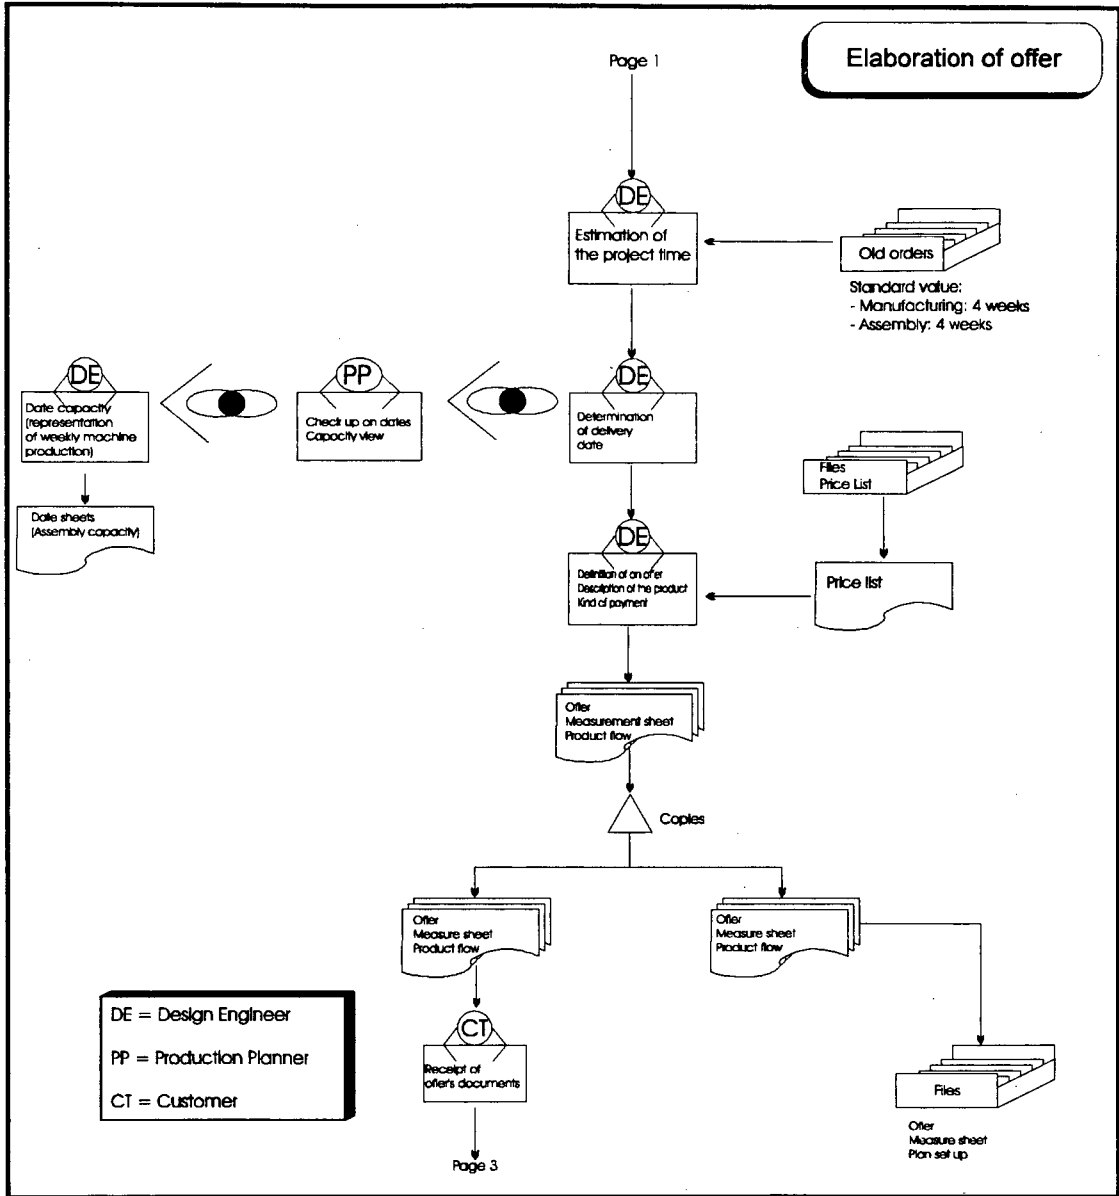 Elaboration of offer
Page 1
DE
Estimation of
the project time
Old orders
Standard value:
- Manufacturing: 4 weeks
- Assembly: 4 weeks
DE
Date capacity
(representation
of weekly machine
production)
PP
Check up on dates
Capacity view
DE
Determination
of delivery
date
Files
Price List
Date sheets
(Assembly capacity)
DE
Definition of an offer
Description of the product
Kind of payment
Price list
Offer
Measurement sheet
Product flow
Copies
Offer
Measure sheet
Product flow
Offer
Measure sheet
Product flow
DE = Design Engineer
PP = Production Planner
CT = Customer
CT
Receipt of
offer's documents
Files
Offer
Measure sheet
Plan set up
Page 3